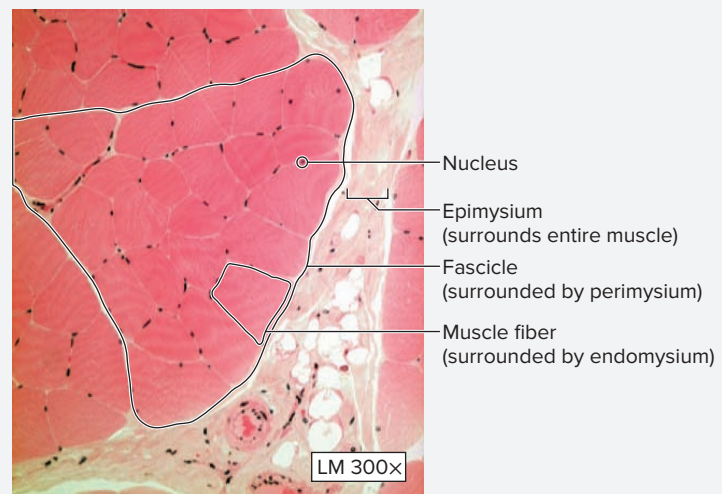 Nucleus
Epimysium
(surrounds entire muscle)
Fascicle
(surrounded by perimysium)
Muscle fiber
(surrounded by endomysium)
LM 300×